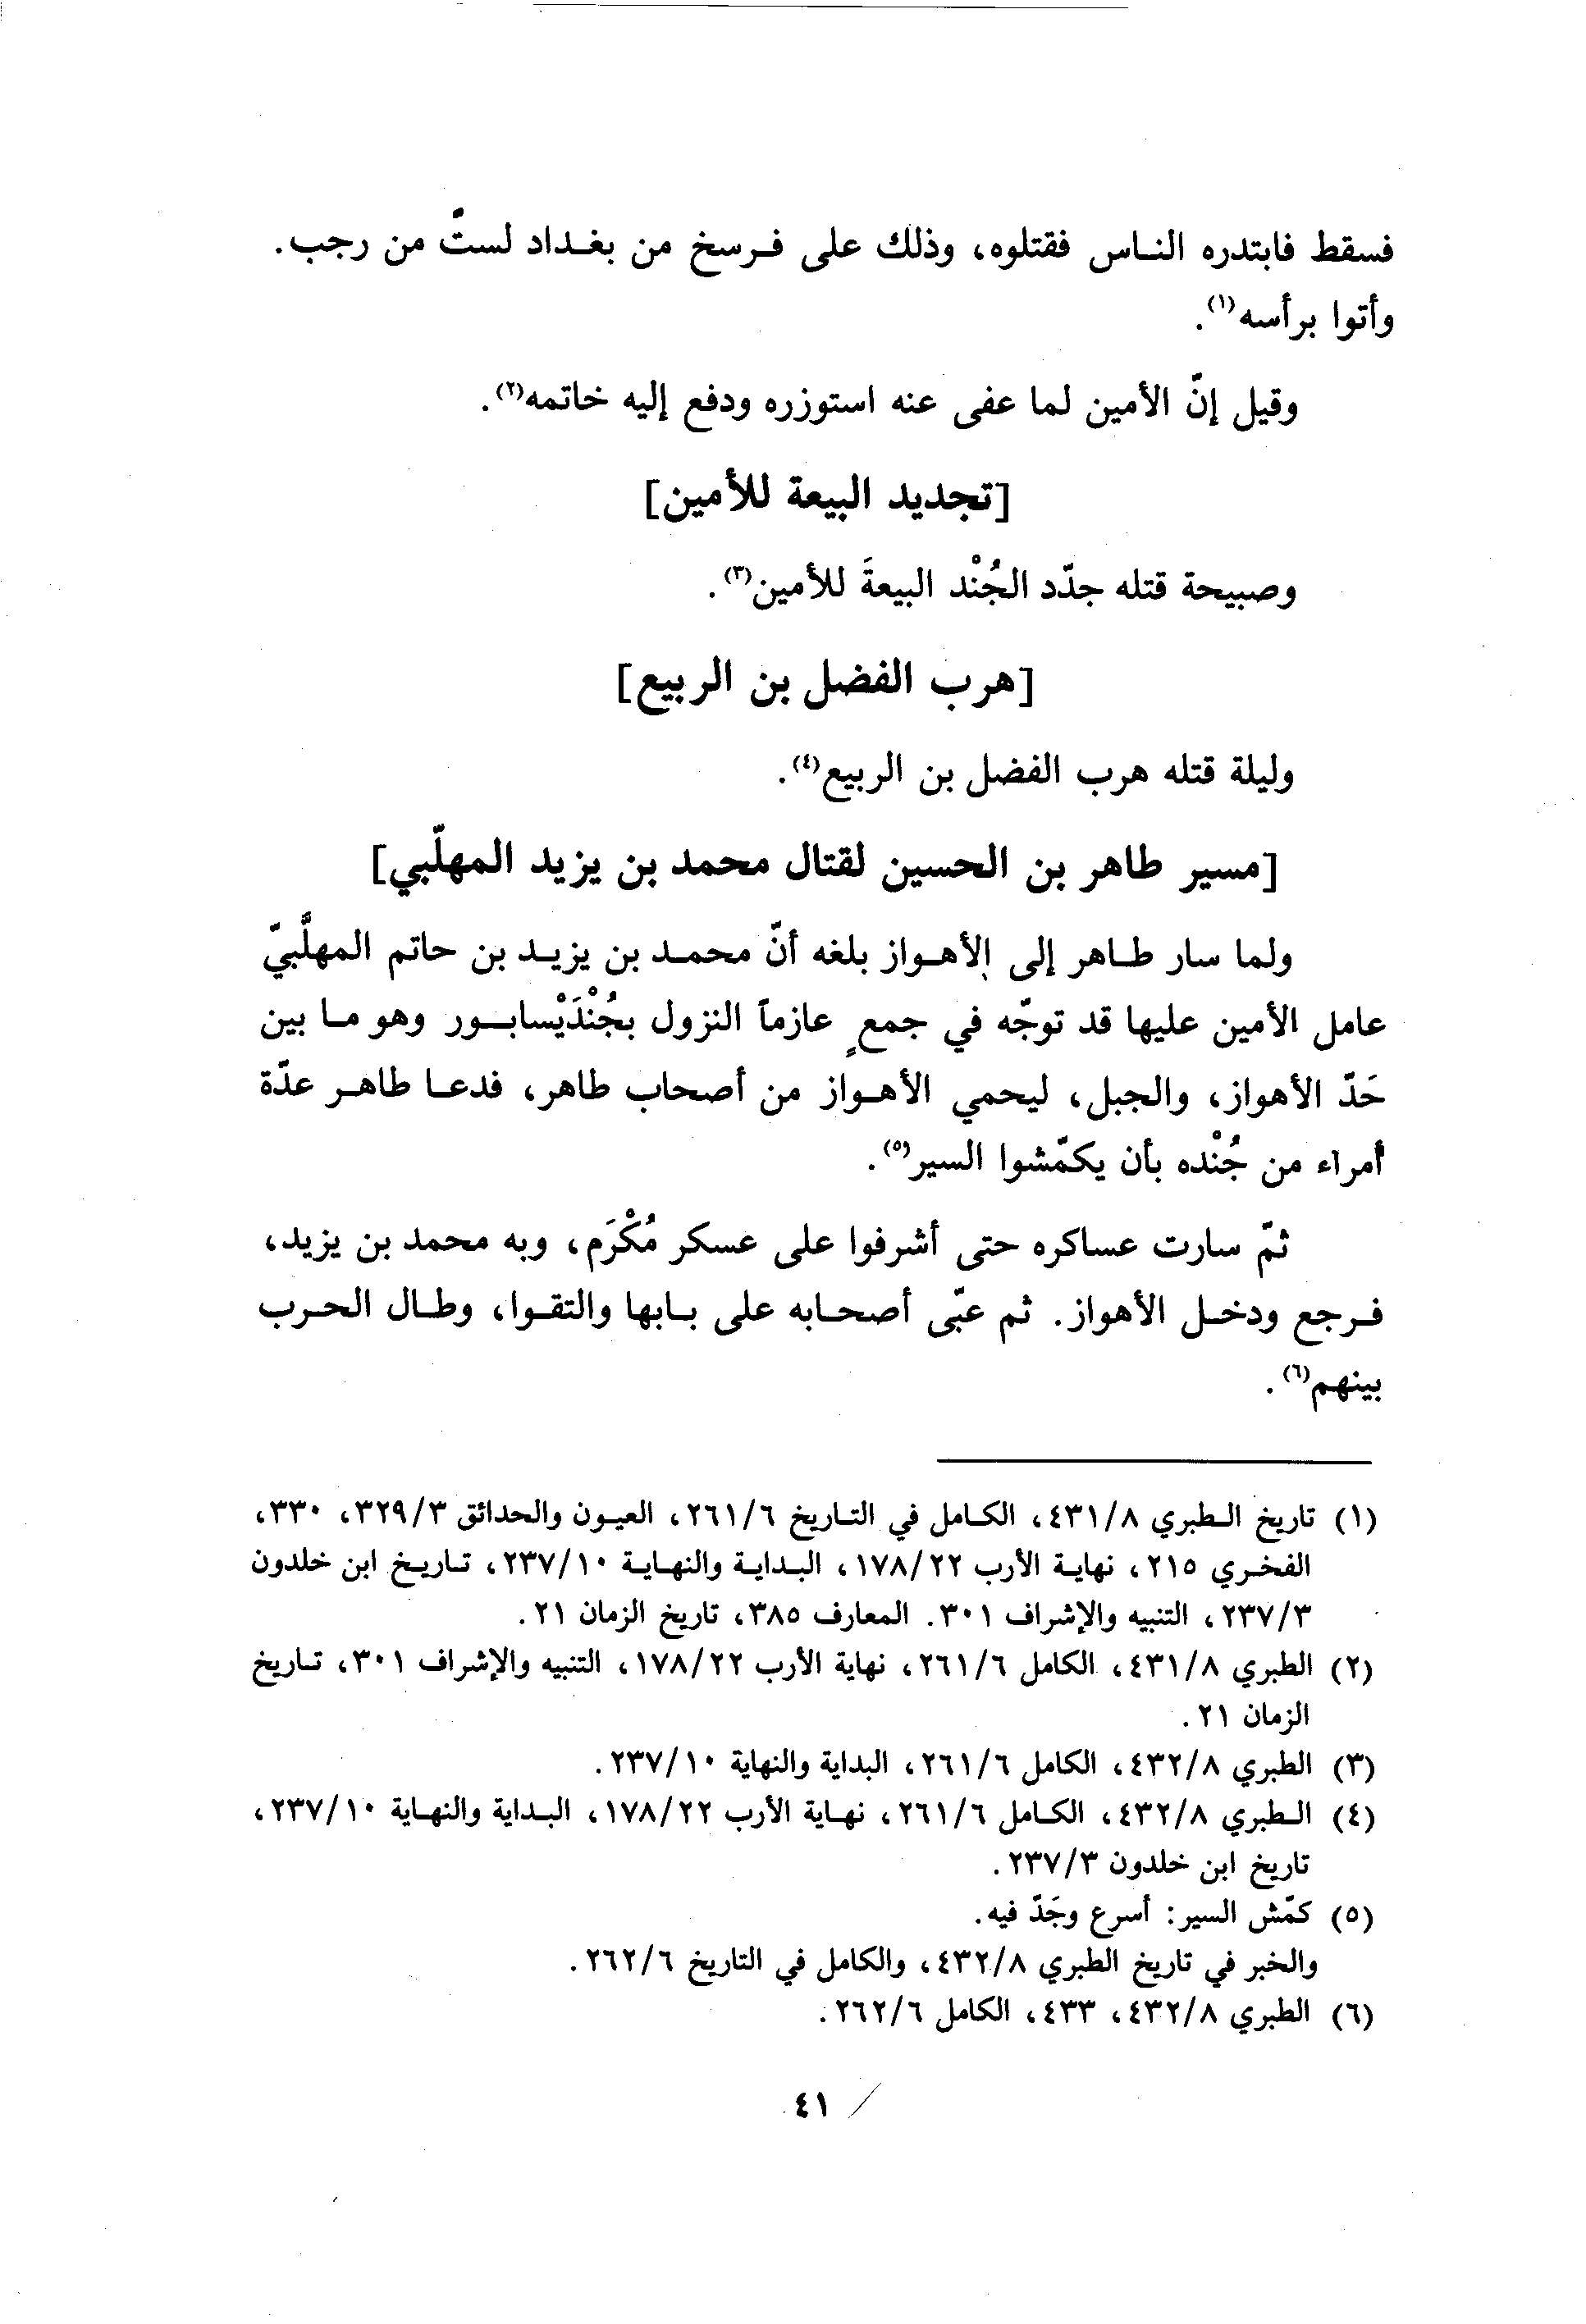 فسقط فابتدره الناس فقتلوه، وذلك على فرسخ من بغداد لستّ من رجب.
وأتوا برأسه(١).
وقيل إنّ الأمين لما عفى عنه استوزره ودفع إليه خاتمه(٢).
[تجديد البيعة للأمين]
وصبيحة قتله جدّد الجُنْد البيعةَ للأمين(٣).
[هرب الفضل بن الربيع]
وليلة قتله هرب الفضل بن الربيع(٤).
[مسير طاهر بن الحسين لقتال محمد بن يزيد المهلّبي]
ولما سار طاهر إلى الأهواز بلغه أنّ محمد بن يزيد بن حاتم المهلَّبيّ
عامل الأمين عليها قد توجّه في جمعٍ عازماً النزول بجُنْدَيْسابور وهو ما بين
حَدّ الأهواز، والجبل، ليحمي الأهواز من أصحاب طاهر، فدعا طاهر عدّة
أمراء من جُنْده بأن يكمّشوا السير(٥).
ثمّ سارت عساكره حتى أشرفوا على عسكر مُكْرَم، وبه محمد بن يزيد،
فرجع ودخل الأهواز. ثم عبّى أصحابه على بابها والتقوا، وطال الحرب
بينهم(٦).
(١) تاريخ الطبري ٤٣١/٨، الكامل في التاريخ ٢٦١/٦، العيون والحدائق ٣٢٩/٣، ٣٣٠،
الفخري ٢١٥، نهاية الأرب ١٧٨/٢٢، البداية والنهاية ٢٣٧/١٠، تاريخ ابن خلدون
٢٣٧/٣، التنبيه والإشراف ٣٠١. المعارف ٣٨٥، تاريخ الزمان ٢١.
(٢) الطبري ٤٣١/٨، الكامل ٢٦١/٦، نهاية الأرب ١٧٨/٢٢، التنبيه والإشراف ٣٠١، تاريخ
الزمان ٢١.
(٣) الطبري ٤٣٢/٨، الكامل ٢٦١/٦، البداية والنهاية ٢٣٧/١٠.
(٤) الطبري ٤٣٢/٨، الكامل ٢٦١/٦، نهاية الأرب ١٧٨/٢٢، البداية والنهاية ٢٣٧/١٠،
تاريخ ابن خلدون ٢٣٧/٣.
(٥) كمّش السير: أسرع وجَدّ فيه.
والخبر في تاريخ الطبري ٤٣٢/٨، والكامل في التاريخ ٢٦٢/٦.
(٦) الطبري ٤٣٢/٨، ٤٣٣، الكامل ٢٦٢/٦.
٤١